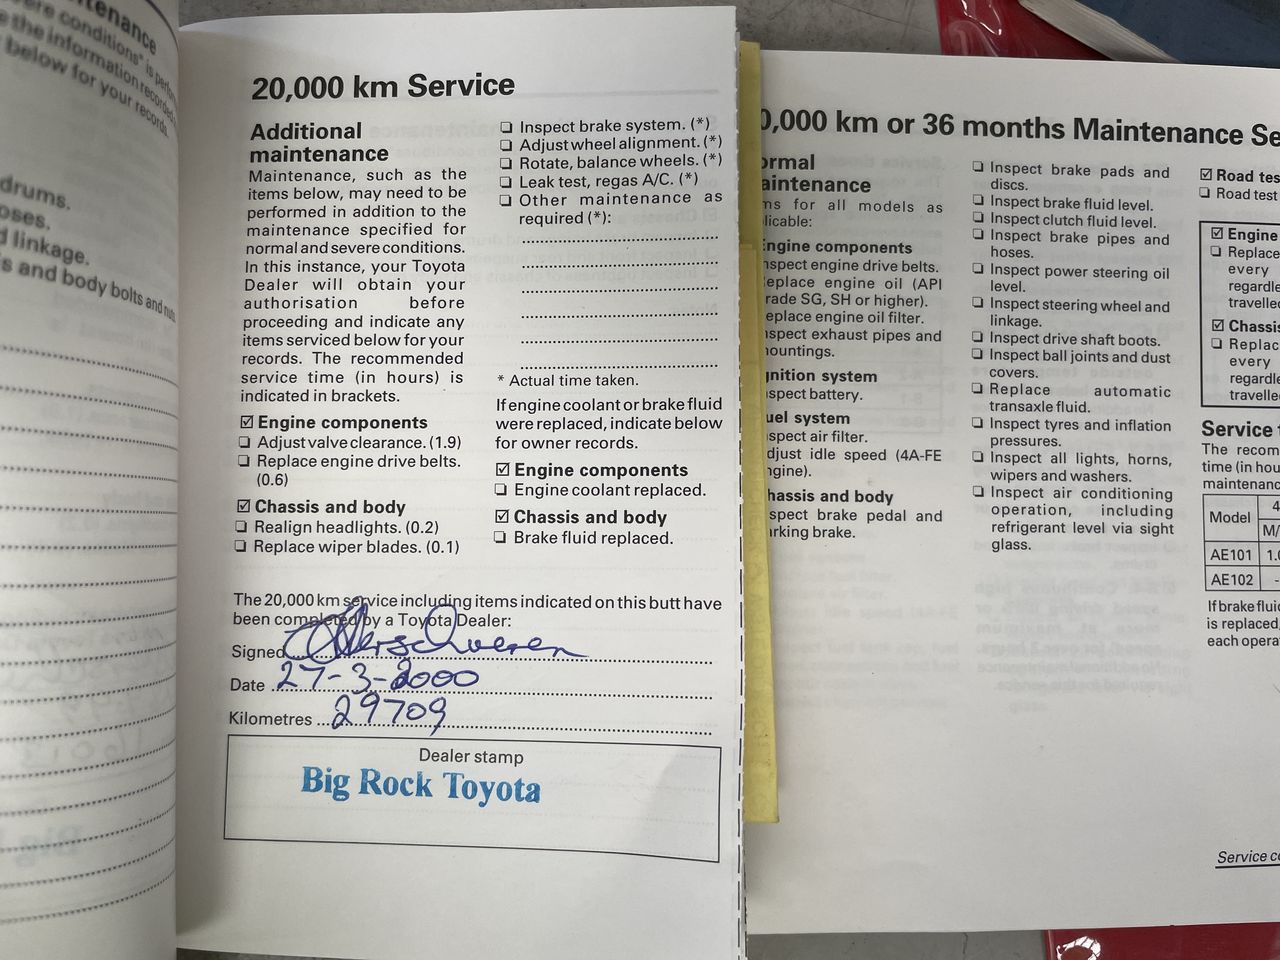 tenance
ere conditions" is
the information recorded
below for your records.
drums.
oses.
d linkage.
s and body bolts and nuts.
20,000 km Service
Additional
maintenance
Maintenance, such as the
items below, may need to be
performed in addition to the
maintenance specified for
normal and severe conditions.
In this instance, your Toyota
Dealer will obtain your
authorisation before
proceeding and indicate any
items serviced below for your
records. The recommended
service time (in hours) is
indicated in brackets.
☑ Engine components
❑ Adjust valve clearance. (1.9)
❑ Replace engine drive belts.
(0.6)
☑ Chassis and body
❑ Realign headlights. (0.2)
❑ Replace wiper blades. (0.1)
❑ Inspect brake system. (*)
❑ Adjust wheel alignment. (*)
❑ Rotate, balance wheels. (*)
❑ Leak test, regas A/C. (*)
❑ Other maintenance as
required (*):
* Actual time taken.
If engine coolant or brake fluid
were replaced, indicate below
for owner records.
☑ Engine components
❑ Engine coolant replaced.
☑ Chassis and body
❑ Brake fluid replaced.
The 20,000 km service including items indicated on this butt have
been completed by a Toyota Dealer:
Signed
Date 27-3-2000
Kilometres 29709
Dealer stamp
Big Rock Toyota
0,000 km or 36 months Maintenance Se
ormal
aintenance
ms for all models as
plicable:
Engine components
nspect engine drive belts.
eplace engine oil (API
rade SG, SH or higher).
eplace engine oil filter.
nspect exhaust pipes and
ountings.
gnition system
nspect battery.
uel system
nspect air filter.
djust idle speed (4A-FE
ngine).
hassis and body
spect brake pedal and
arking brake.
❑ Inspect brake pads and
discs.
❑ Inspect brake fluid level.
❑ Inspect clutch fluid level.
❑ Inspect brake pipes and
hoses.
❑ Inspect power steering oil
level.
❑ Inspect steering wheel and
linkage.
❑ Inspect drive shaft boots.
❑ Inspect ball joints and dust
covers.
❑ Replace automatic
transaxle fluid.
❑ Inspect tyres and inflation
pressures.
❑ Inspect all lights, horns,
wipers and washers.
❑ Inspect air conditioning
operation, including
refrigerant level via sight
glass.
☑ Road tes
❑ Road test
☑ Engine
❑ Replace
every
regardle
travelled
☑ Chassis
❑ Replac
every
regardle
travelle
Service
The recom
time (in hou
maintenanc
Model 4
M/
AE101 1.0
AE102 -
If brake fluid
is replaced,
each opera
Service co